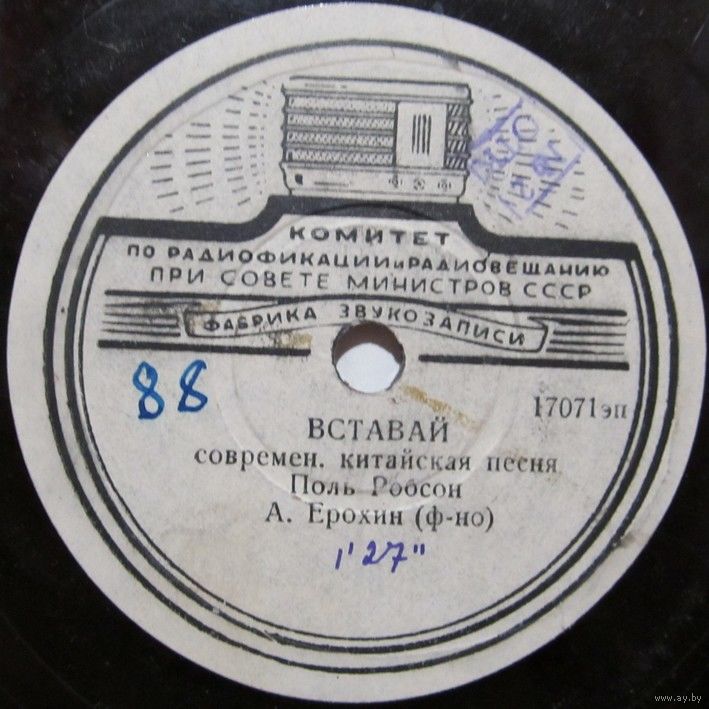 КОМИТЕТ
ПО РАДИОФИКАЦИИ и РАДИОВЕЩАНИЮ
ПРИ СОВЕТЕ МИНИСТРОВ СССР
ФАБРИКА ЗВУКОЗАПИСИ
88
17071эп
ВСТАВАЙ
современ. китайская песня
Поль Робсон
А. Ерохин (ф-но)
1'27"
www.ay.by